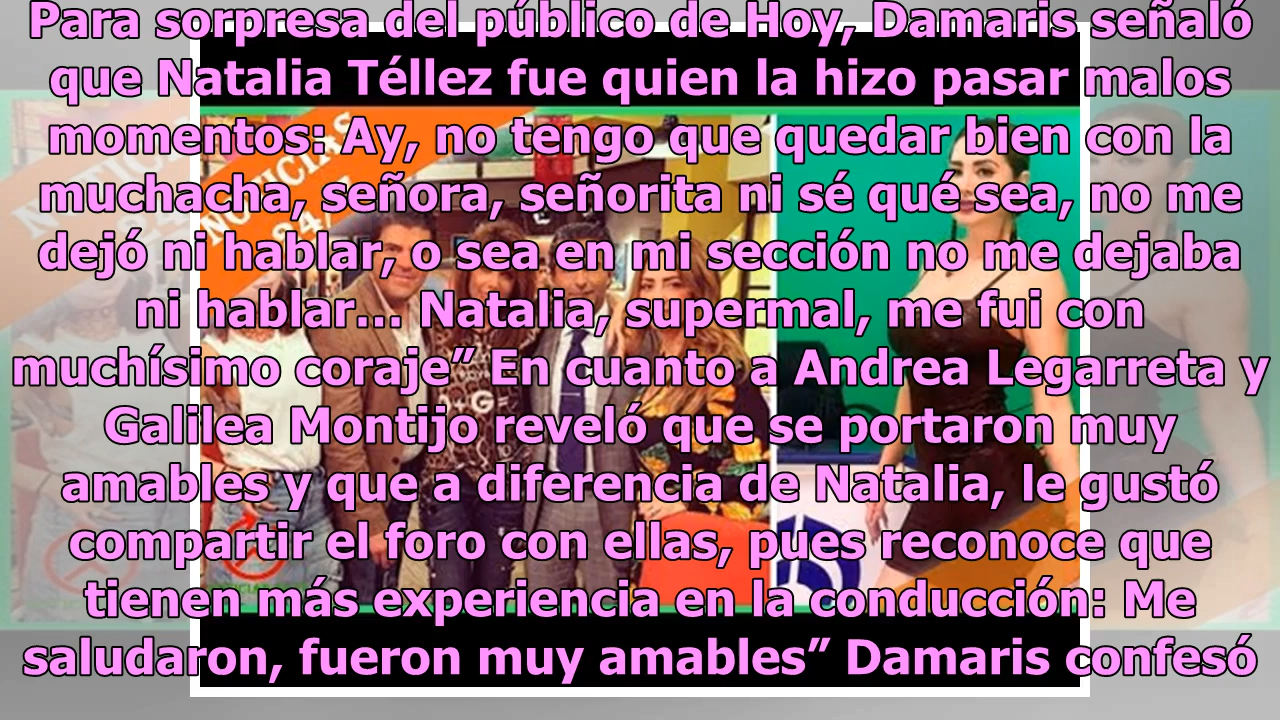 Para sorpresa del público de Hoy, Damaris señaló
que Natalia Téllez fue quien la hizo pasar malos
momentos: Ay, no tengo que quedar bien con la
muchacha, señora, señorita ni sé qué sea, no me
dejó ni hablar, o sea en mi sección no me dejaba
ni hablar... Natalia, supermal, me fui con
muchísimo coraje” En cuanto a Andrea Legarreta y
Galilea Montijo reveló que se portaron muy
amables y que a diferencia de Natalia, le gustó
compartir el foro con ellas, pues reconoce que
tienen más experiencia en la conducción: Me
saludaron, fueron muy amables” Damaris confesó
NOTICIAS